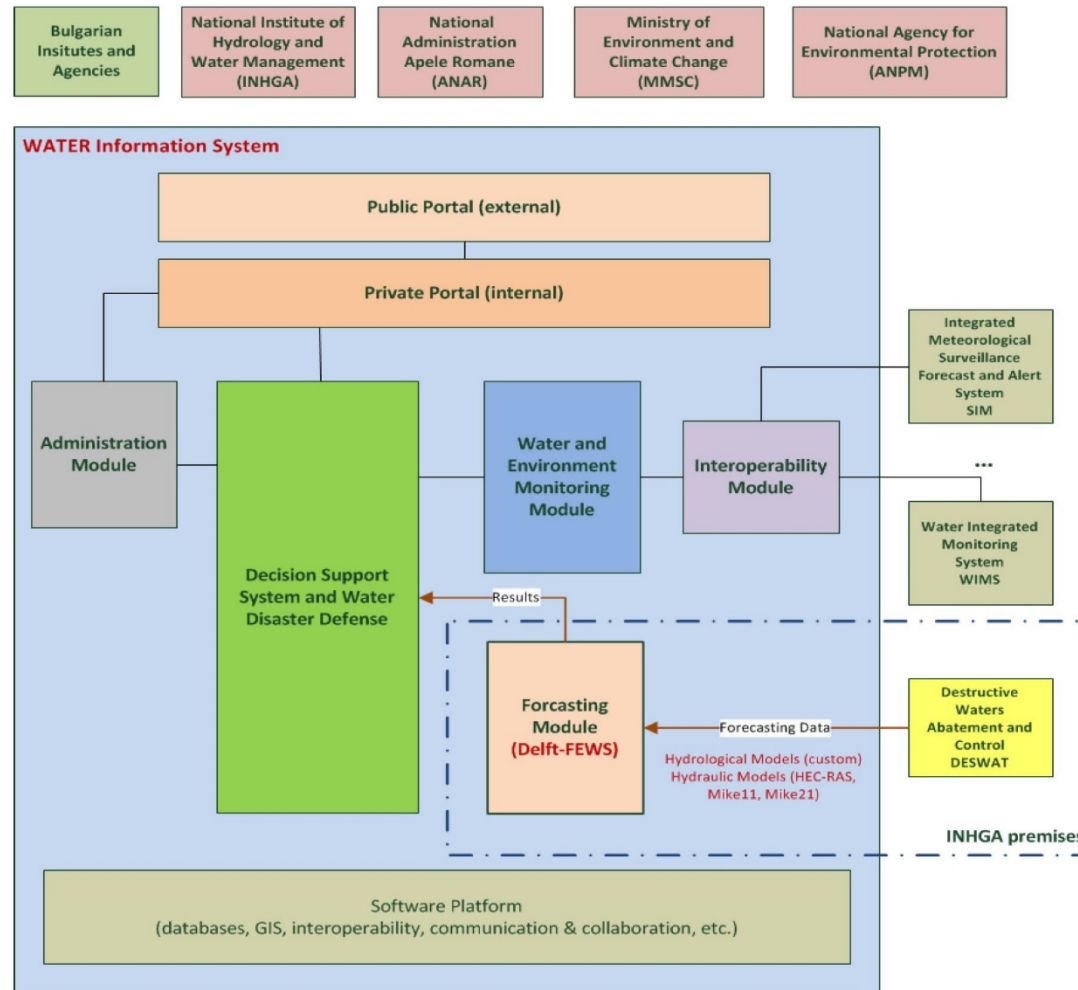 Bulgarian
Insitutes and
Agencies
National Institute of
Hydrology and
Water Management
(INHGA)
National
Administration
Apele Romane
(ANAR)
Ministry of
Environment and
Climate Change
(MMSC)
National Agency for
Environmental Protection
(ANPM)
WATER Information System
Public Portal (external)
Private Portal (internal)
Administration
Module
Decision Support
System and Water
Disaster Defense
Water and
Environment
Monitoring
Module
Interoperability
Module
Integrated
Meteorological
Surveillance
Forecast and Alert
System
SIM
...
Water Integrated
Monitoring
System
WIMS
Results
Forcasting
Module
(Delft-FEWS)
Forecasting Data
Hydrological Models (custom)
Hydraulic Models (HEC-RAS,
Mike11, Mike21)
Destructive
Waters
Abatement and
Control
DESWAT
INHGA premises
Software Platform
(databases, GIS, interoperability, communication & collaboration, etc.)